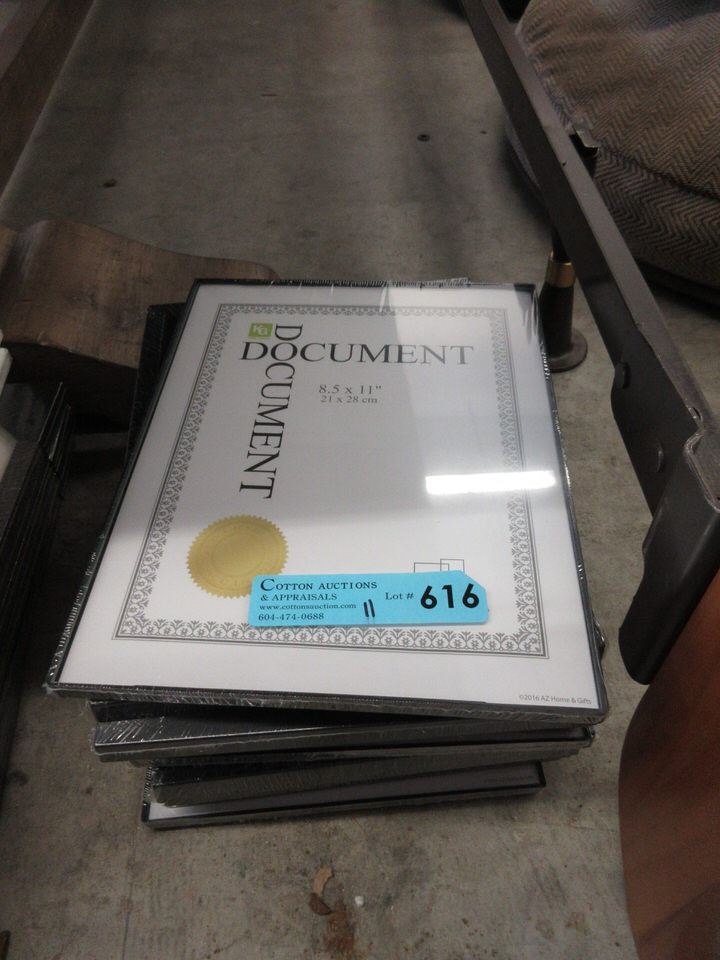 KG
DOCUMENT
DOCUMENT
8.5 x 11"
21 x 28 cm
COTTON AUCTIONS
& APPRAISALS
www.cottonsauction.com
604-474-0688
11
Lot # 616
©2016 AZ Home & Gifts